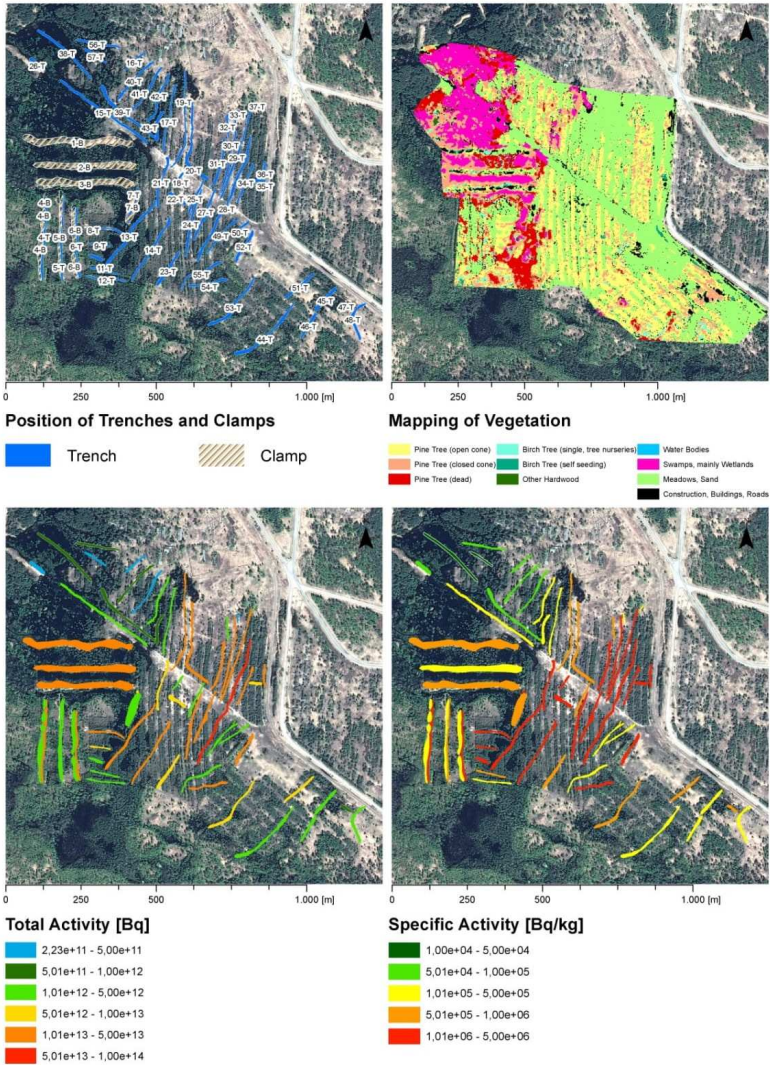 56-T
38-T
57-T
26-T
16-T
40-T
41-T
42-T
19-T
37-T
33-T
32-T
15-T
39-T
43-T
17-T
1-B
30-T
20-T
29-T
31-T
2-B
36-T
3-B
21-T
18-T
34-T
35-T
7-T
22-T
25-T
4-B
7-B
27-T
4-B
24-T
28-T
4-T
5-B
6-B
8-T
13-T
49-T
50-T
4-B
6-T
9-T
14-T
52-T
5-T
6-B
11-T
23-T
55-T
12-T
54-T
51-T
45-T
53-T
47-T
46-T
48-T
44-T
0 250 500 750 1.000 [m]
Position of Trenches and Clamps
Trench Clamp
0 250 500 750 1.000 [m]
Mapping of Vegetation
Pine Tree (open cone) Birch Tree (single, tree nurseries) Water Bodies
Pine Tree (closed cone) Birch Tree (self seeding) Swamps, mainly Wetlands
Pine Tree (dead) Other Hardwood Meadows, Sand
Construction, Buildings, Roads
0 250 500 750 1.000 [m]
Total Activity [Bq]
2,23e+11 - 5,00e+11
5,01e+11 - 1,00e+12
1,01e+12 - 5,00e+12
5,01e+12 - 1,00e+13
1,01e+13 - 5,00e+13
5,01e+13 - 1,00e+14
0 250 500 750 1.000 [m]
Specific Activity [Bq/kg]
1,00e+04 - 5,00e+04
5,01e+04 - 1,00e+05
1,01e+05 - 5,00e+05
5,01e+05 - 1,00e+06
1,01e+06 - 5,00e+06